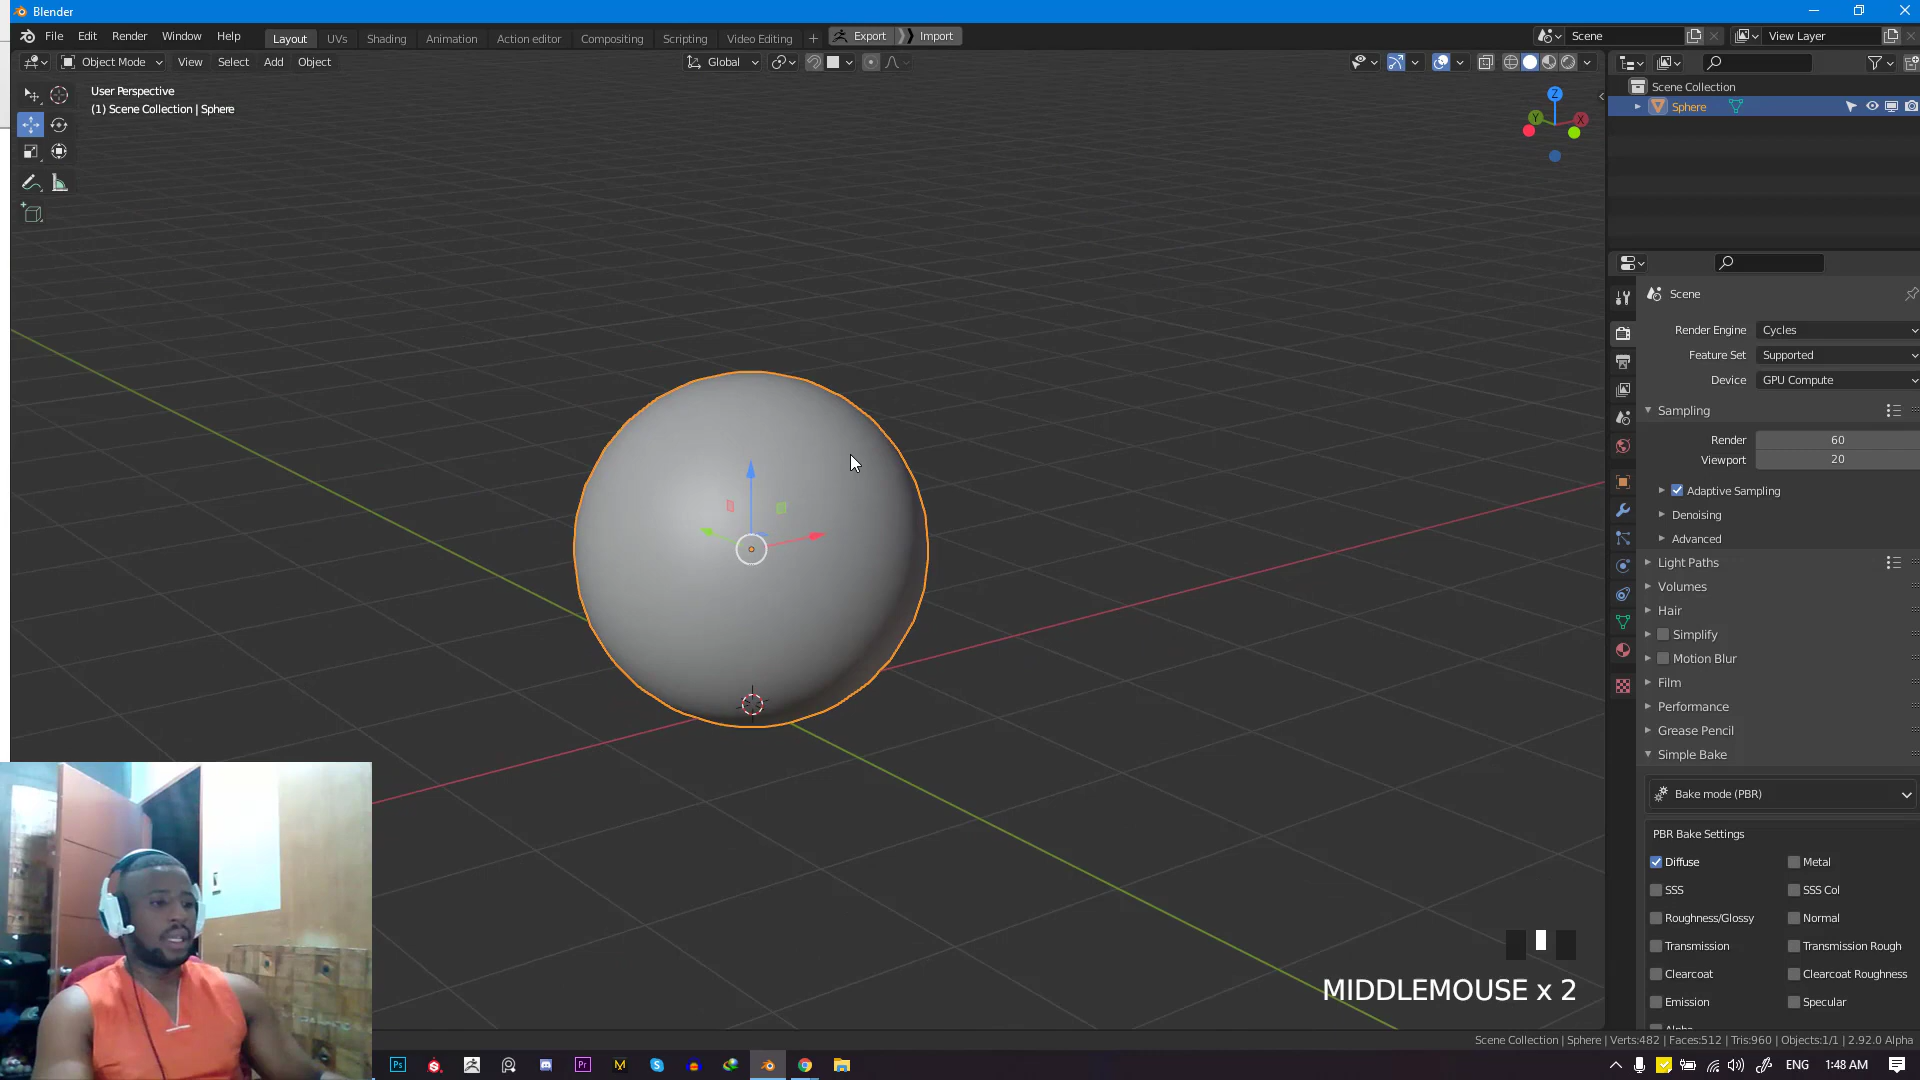 Blender
File Edit Render Window Help Layout UVs Shading Animation Action editor Compositing Scripting Video Editing + Export Import Scene View Layer
Object Mode View Select Add Object Global
User Perspective
(1) Scene Collection | Sphere
Z
Y X
Scene Collection
Sphere
Scene
Render Engine Cycles
Feature Set Supported
Device GPU Compute
Sampling
Render 60
Viewport 20
Adaptive Sampling
Denoising
Advanced
Light Paths
Volumes
Hair
Simplify
Motion Blur
Film
Performance
Grease Pencil
Simple Bake
Bake mode (PBR)
PBR Bake Settings
Diffuse Metal
SSS SSS Col
Roughness/Glossy Normal
Transmission Transmission Rough
Clearcoat Clearcoat Roughness
Emission Specular
Alpha
MIDDLEMOUSE x 2
Scene Collection | Sphere | Verts:482 | Faces:512 | Tris:960 | Objects:1/1 | 2.92.0 Alpha
Ps Pr M ENG 1:48 AM